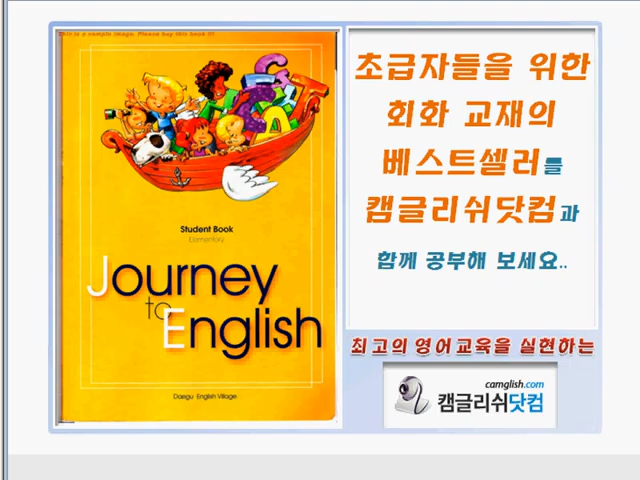 This is a sample image. Please buy this book !!!
Student Book
Elementary
Journey
to
English
Daegu English Village
초급자들을 위한
회화 교재의
베스트셀러를
캠글리쉬닷컴과
함께 공부해 보세요..
최고의 영어교육을 실현하는
camglish.com
캠글리쉬닷컴